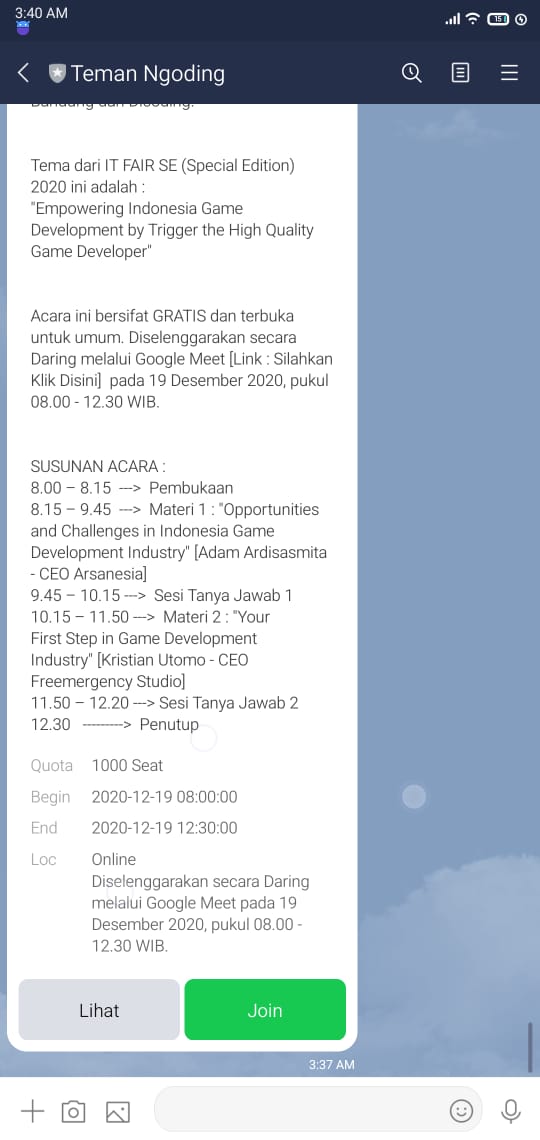 3:40 AM
15
Teman Ngoding
Bandung dan Dicoding.
Tema dari IT FAIR SE (Special Edition)
2020 ini adalah :
"Empowering Indonesia Game
Development by Trigger the High Quality
Game Developer"
Acara ini bersifat GRATIS dan terbuka
untuk umum. Diselenggarakan secara
Daring melalui Google Meet [Link : Silahkan
Klik Disini]  pada 19 Desember 2020, pukul
08.00 - 12.30 WIB.
SUSUNAN ACARA :
8.00 – 8.15  ---> Pembukaan
8.15 – 9.45  ---> Materi 1 : "Opportunities
and Challenges in Indonesia Game
Development Industry" [Adam Ardisasmita
- CEO Arsanesia]
9.45 – 10.15 ---> Sesi Tanya Jawab 1
10.15 – 11.50 ---> Materi 2 : "Your
First Step in Game Development
Industry" [Kristian Utomo - CEO
Freemergency Studio]
11.50 – 12.20 ---> Sesi Tanya Jawab 2
12.30  ---------> Penutup
Quota 1000 Seat
Begin 2020-12-19 08:00:00
End 2020-12-19 12:30:00
Loc Online
Diselenggarakan secara Daring
melalui Google Meet pada 19
Desember 2020, pukul 08.00 -
12.30 WIB.
Lihat Join
3:37 AM